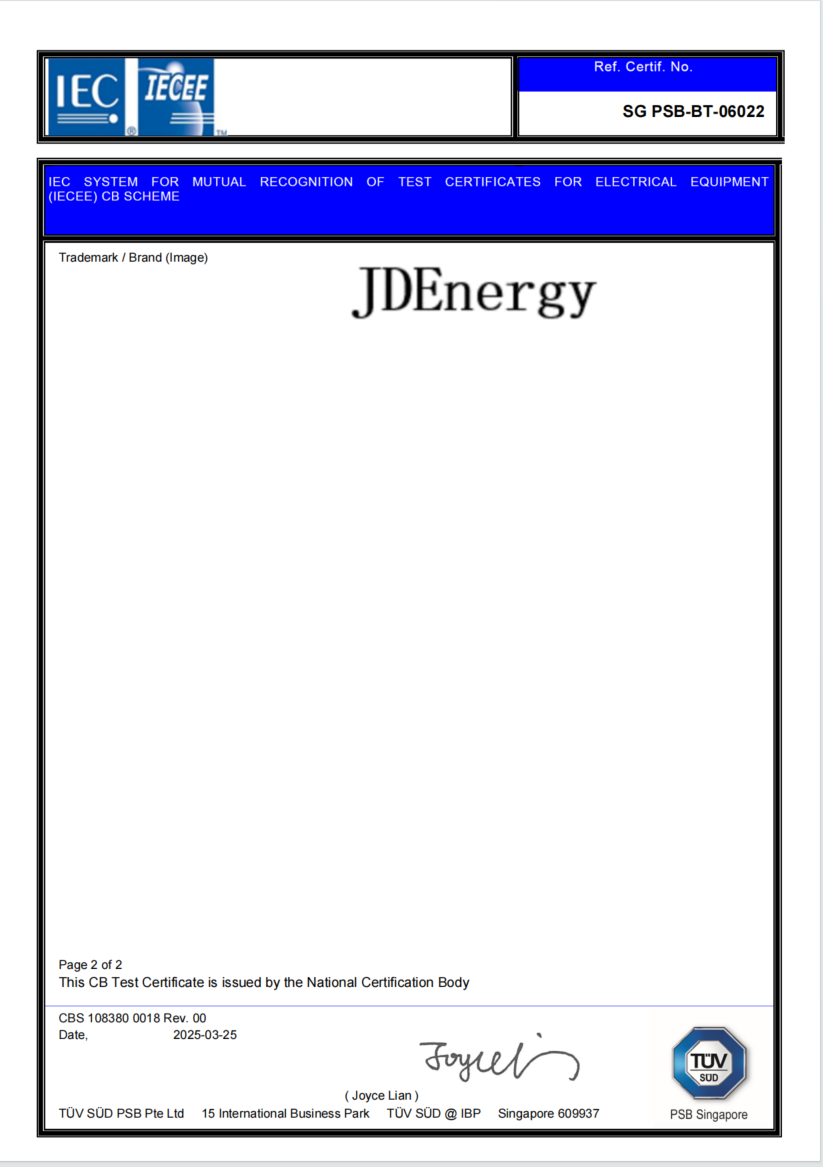 IEC
IECEE
®
TM
Ref. Certif. No.
SG PSB-BT-06022
IEC SYSTEM FOR MUTUAL RECOGNITION OF TEST CERTIFICATES FOR ELECTRICAL EQUIPMENT
(IECEE) CB SCHEME
Trademark / Brand (Image)
JDEnergy
Page 2 of 2
This CB Test Certificate is issued by the National Certification Body
CBS 108380 0018 Rev. 00
Date, 2025-03-25
Joyce Lian
( Joyce Lian )
TÜV SÜD PSB Pte Ltd 15 International Business Park TÜV SÜD @ IBP Singapore 609937
TÜV
SÜD
PSB Singapore